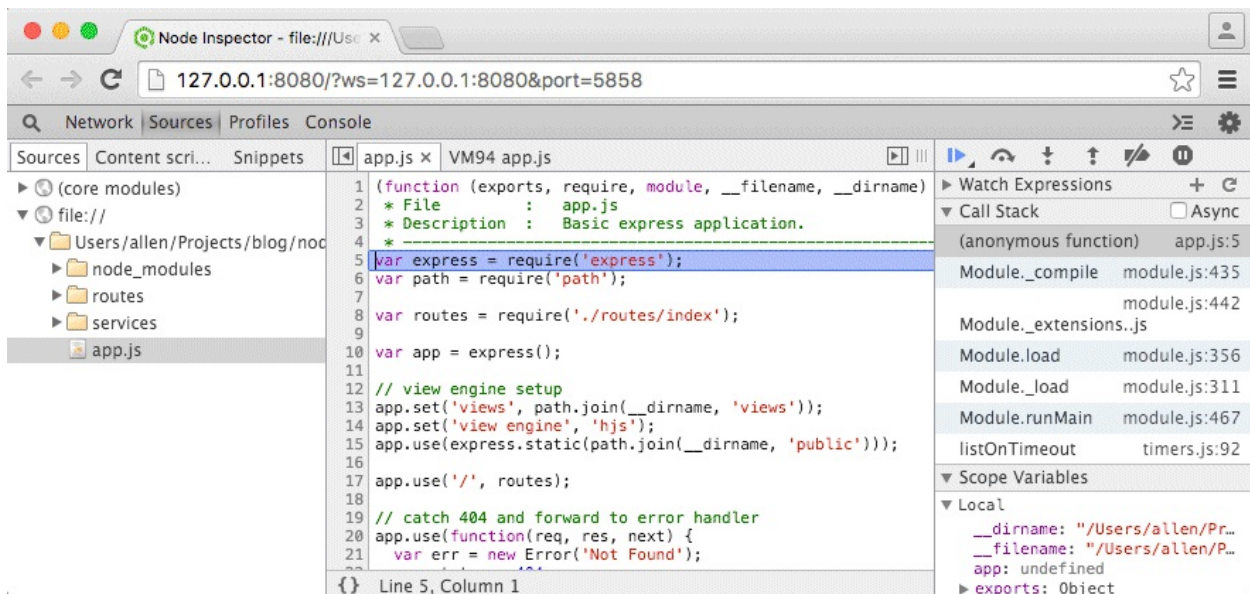 Node Inspector - file:///Use
127.0.0.1:8080/?ws=127.0.0.1:8080&port=5858
Network Sources Profiles Console
Sources Content scri... Snippets
(core modules)
file://
Users/allen/Projects/blog/noc
node_modules
routes
services
app.js
app.js × VM94 app.js
1 (function (exports, require, module, __filename, __dirname)
2 * File : app.js
3 * Description : Basic express application.
4 * ------------------------------------------------------------
5 var express = require('express');
6 var path = require('path');
7
8 var routes = require('./routes/index');
9
10 var app = express();
11
12 // view engine setup
13 app.set('views', path.join(__dirname, 'views'));
14 app.set('view engine', 'hjs');
15 app.use(express.static(path.join(__dirname, 'public')));
16
17 app.use('/', routes);
18
19 // catch 404 and forward to error handler
20 app.use(function(req, res, next) {
21 var err = new Error('Not Found');
{} Line 5, Column 1
Watch Expressions
Call Stack Async
(anonymous function) app.js:5
Module._compile module.js:435
module.js:442
Module._extensions..js
Module.load module.js:356
Module._load module.js:311
Module.runMain module.js:467
listOnTimeout timers.js:92
Scope Variables
Local
__dirname: "/Users/allen/Pr…
__filename: "/Users/allen/P…
app: undefined
exports: Object